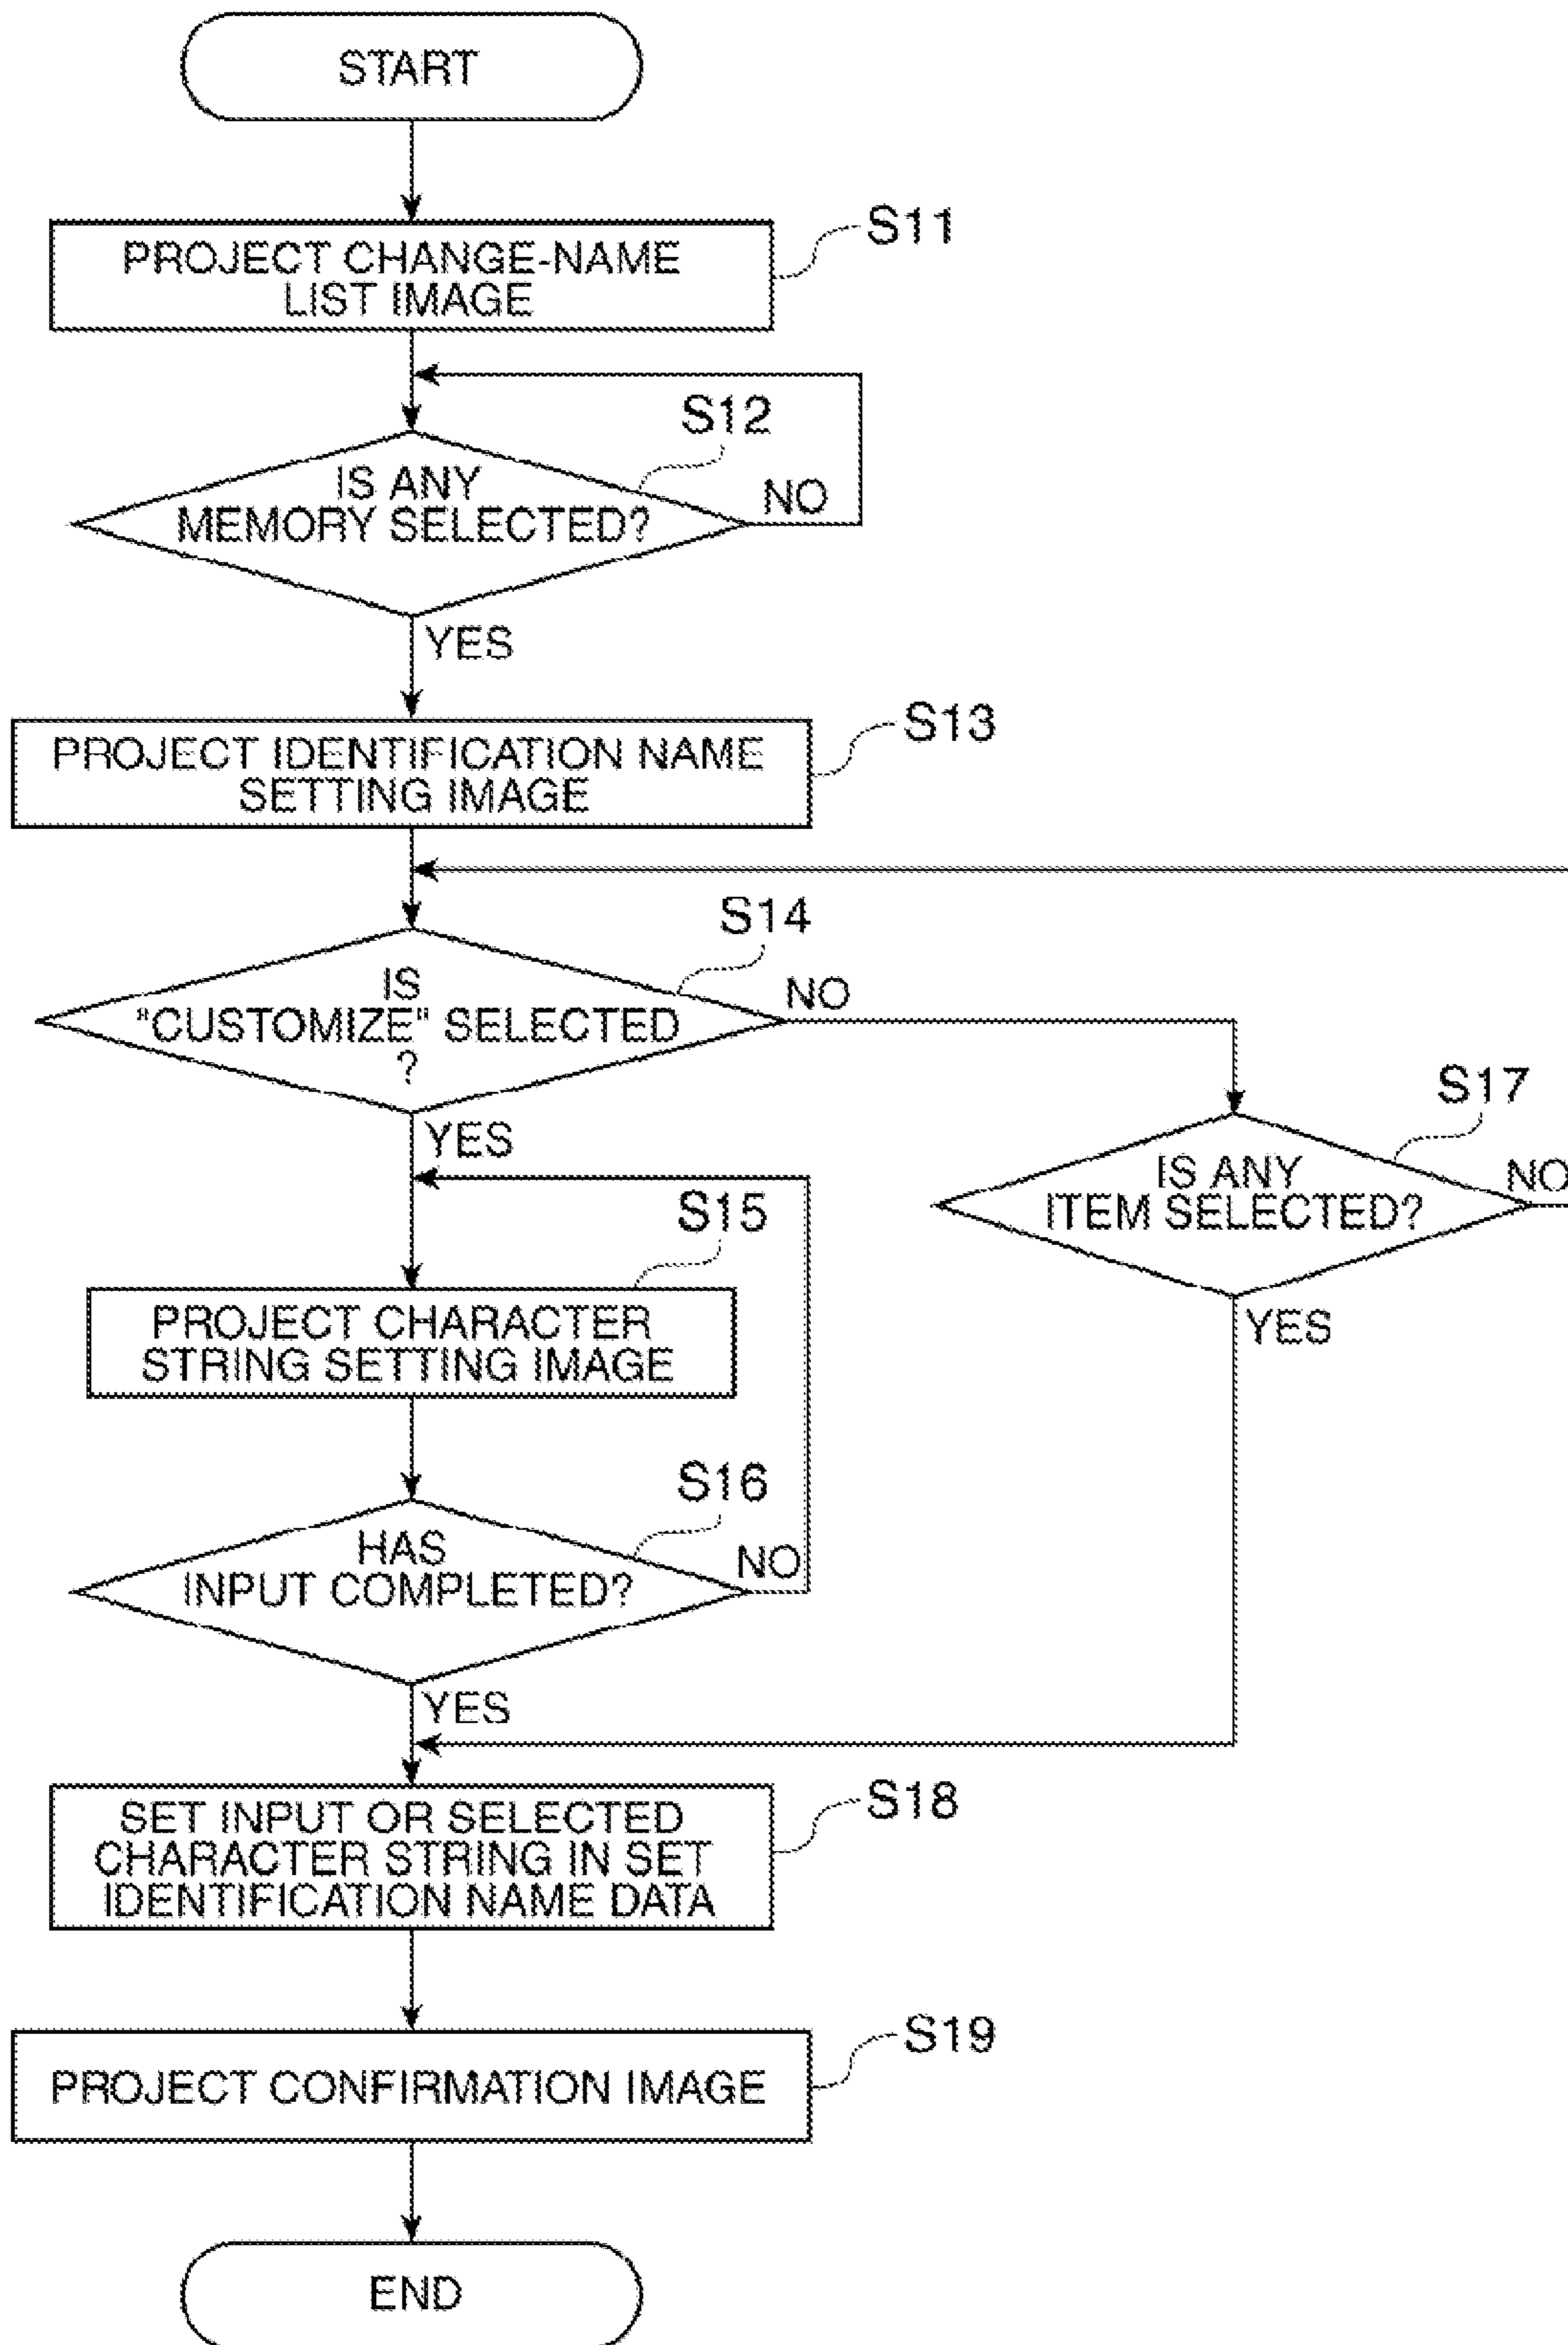 START
S11
PROJECT CHANGE-NAME
LIST IMAGE
S12
IS ANY
MEMORY SELECTED?
NO
YES
S13
PROJECT IDENTIFICATION NAME
SETTING IMAGE
S14
IS
"CUSTOMIZE" SELECTED
?
NO
YES
S17
IS ANY
ITEM SELECTED?
NO
YES
S15
PROJECT CHARACTER
STRING SETTING IMAGE
S16
HAS
INPUT COMPLETED?
NO
YES
S18
SET INPUT OR SELECTED
CHARACTER STRING IN SET
IDENTIFICATION NAME DATA
S19
PROJECT CONFIRMATION IMAGE
END